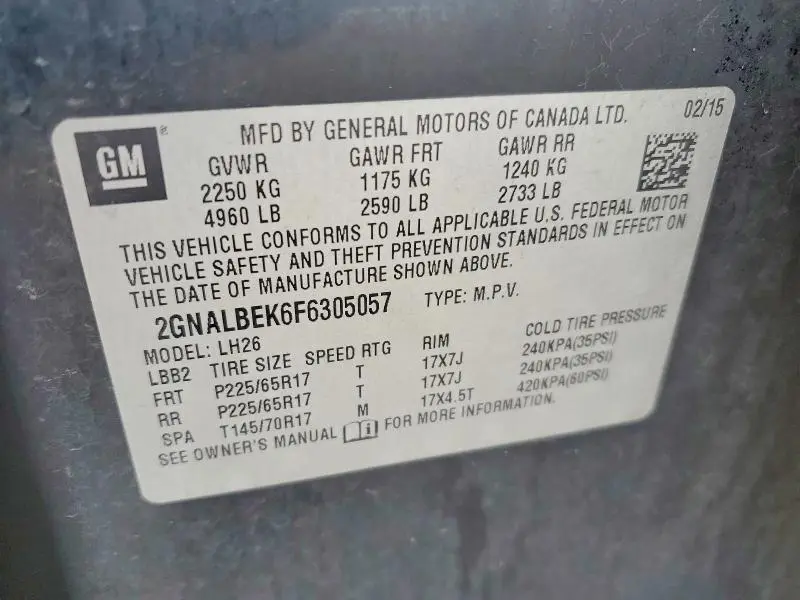 GM ® MFD BY GENERAL MOTORS OF CANADA LTD. 02/15
GVWR GAWR FRT GAWR RR
2250 KG 1175 KG 1240 KG
4960 LB 2590 LB 2733 LB
THIS VEHICLE CONFORMS TO ALL APPLICABLE U.S. FEDERAL MOTOR
VEHICLE SAFETY AND THEFT PREVENTION STANDARDS IN EFFECT ON
THE DATE OF MANUFACTURE SHOWN ABOVE.
2GNALBEK6F6305057 TYPE: M.P.V.
MODEL: LH26
LBB2 TIRE SIZE SPEED RTG RIM COLD TIRE PRESSURE
FRT P225/65R17 T 17X7J 240KPA(35PSI)
RR P225/65R17 T 17X7J 240KPA(35PSI)
SPA T145/70R17 M 17X4.5T 420KPA(60PSI)
SEE OWNER'S MANUAL FOR MORE INFORMATION.